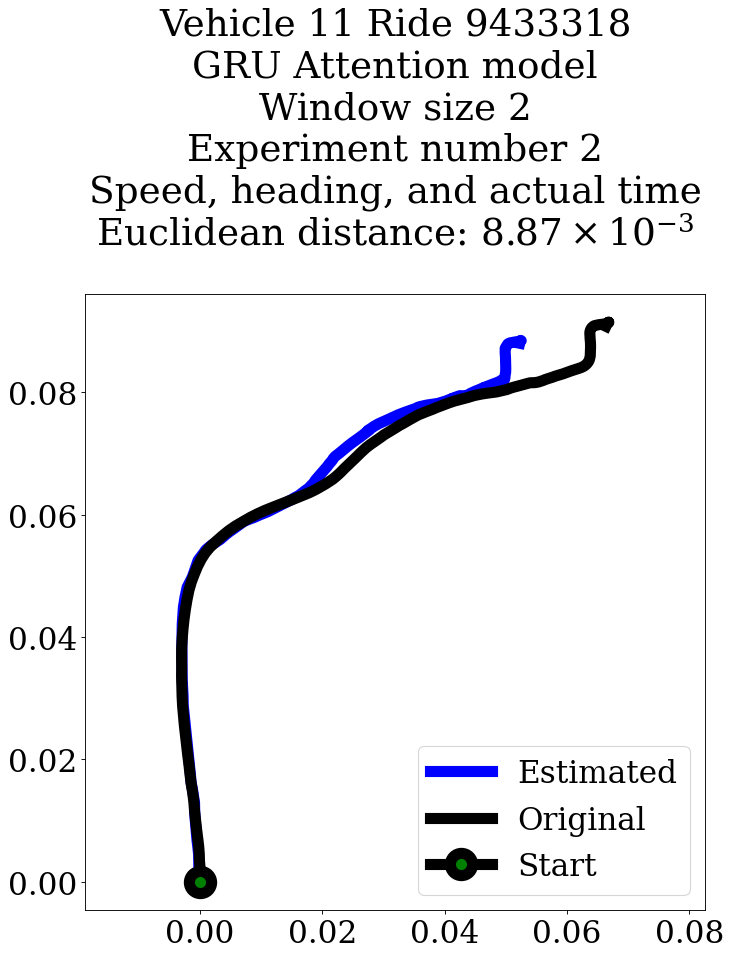 Vehicle 11 Ride 9433318
GRU Attention model
Window size 2
Experiment number 2
Speed, heading, and actual time
Euclidean distance: 8.87 × 10⁻³
0.08
0.06
0.04
0.02
0.00
Estimated
Original
Start
0.00 0.02 0.04 0.06 0.08